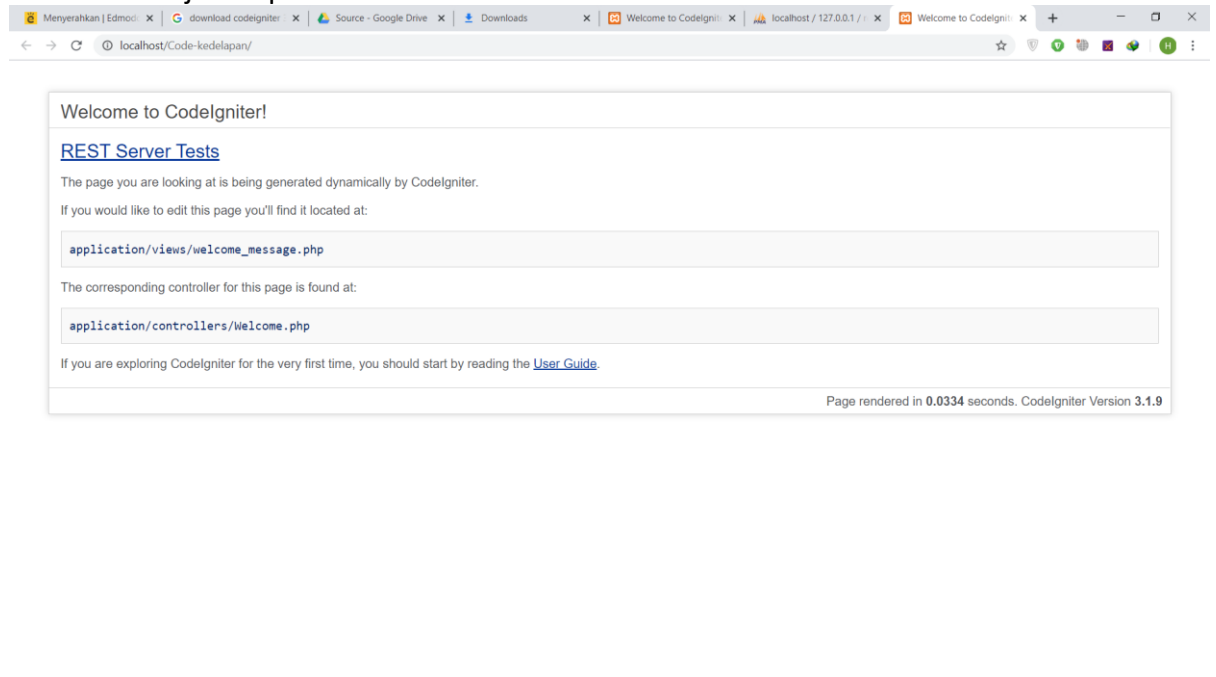 Menyerahkan | Edmod
download codeigniter
Source - Google Drive
Downloads
Welcome to CodeIgnit
localhost / 127.0.0.1 /
Welcome to CodeIgnit
localhost/Code-kedelapan/
H
Welcome to CodeIgniter!
REST Server Tests
The page you are looking at is being generated dynamically by CodeIgniter.
If you would like to edit this page you'll find it located at:
application/views/welcome_message.php
The corresponding controller for this page is found at:
application/controllers/Welcome.php
If you are exploring CodeIgniter for the very first time, you should start by reading the User Guide.
Page rendered in 0.0334 seconds. CodeIgniter Version 3.1.9